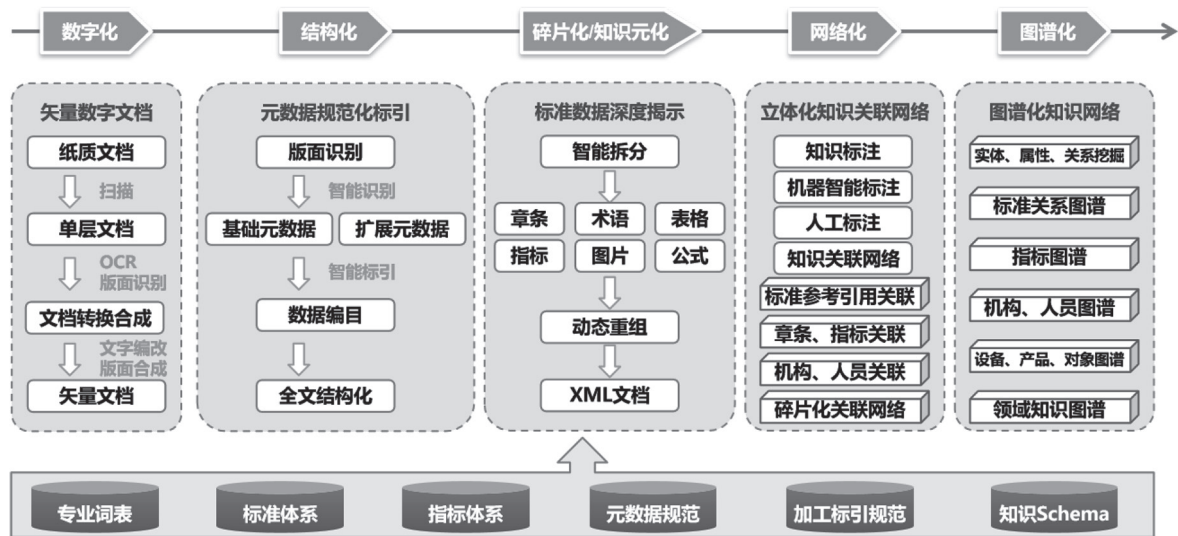 数字化
结构化
碎片化/知识元化
网络化
图谱化
矢量数字文档
纸质文档
扫描
单层文档
OCR
版面识别
文档转换合成
文字编改
版面合成
矢量文档
元数据规范化标引
版面识别
智能识别
基础元数据
扩展元数据
智能标引
数据编目
全文结构化
标准数据深度揭示
智能拆分
章条
术语
表格
指标
图片
公式
动态重组
XML文档
立体化知识关联网络
知识标注
机器智能标注
人工标注
知识关联网络
标准参考引用关联
章条、指标关联
机构、人员关联
碎片化关联网络
图谱化知识网络
实体、属性、关系挖掘
标准关系图谱
指标图谱
机构、人员图谱
设备、产品、对象图谱
领域知识图谱
专业词表
标准体系
指标体系
元数据规范
加工标引规范
知识Schema